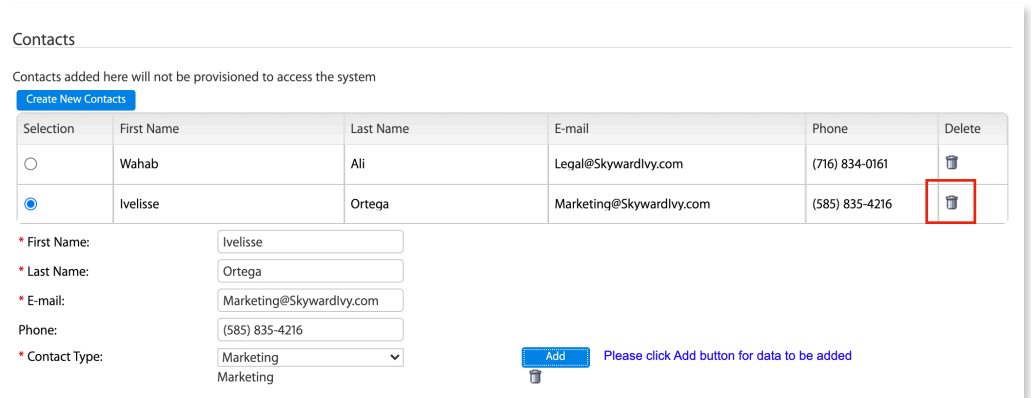 Contacts
Contacts added here will not be provisioned to access the system
Create New Contacts
Selection First Name Last Name E-mail Phone Delete
Wahab Ali Legal@SkywardIvy.com (716) 834-0161
Ivelisse Ortega Marketing@SkywardIvy.com (585) 835-4216
* First Name: Ivelisse
* Last Name: Ortega
* E-mail: Marketing@SkywardIvy.com
Phone: (585) 835-4216
* Contact Type: Marketing Add Please click Add button for data to be added
Marketing